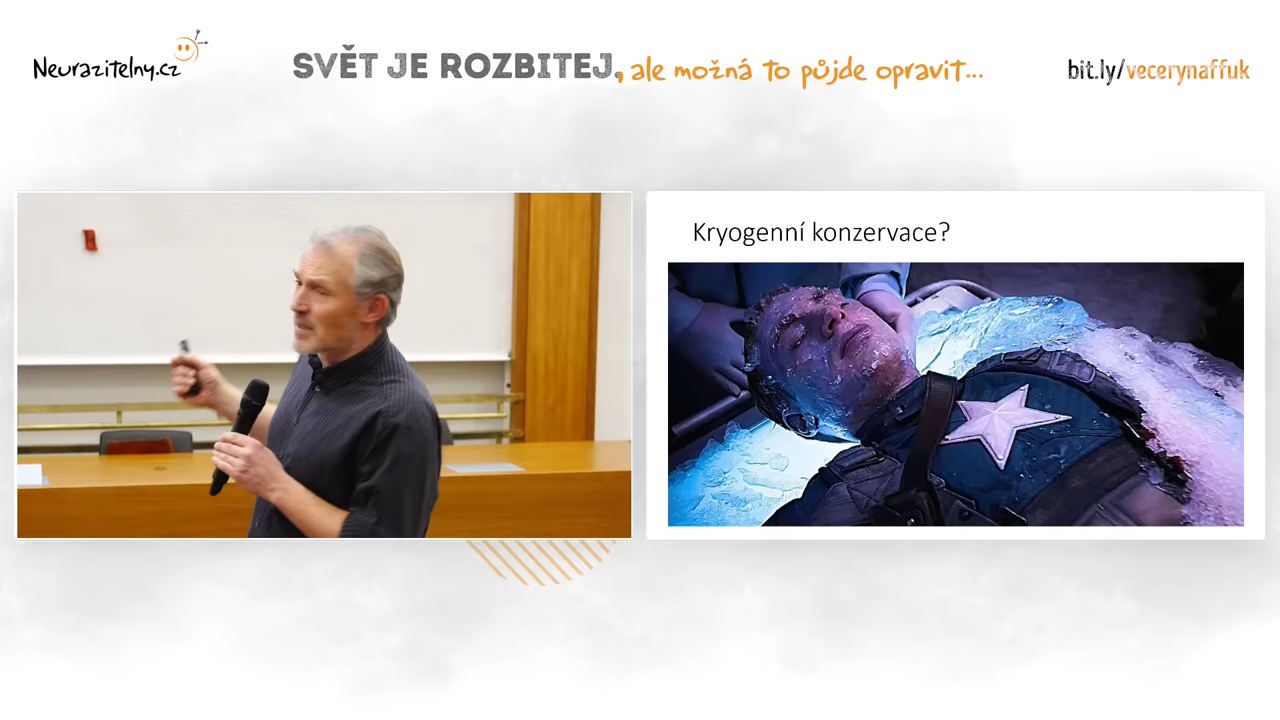 Neurazitelny.cz
SVĚT JE ROZBITEJ, ale možná to půjde opravit...
bit.ly/vecerynaffuk
Kryogenní konzervace?